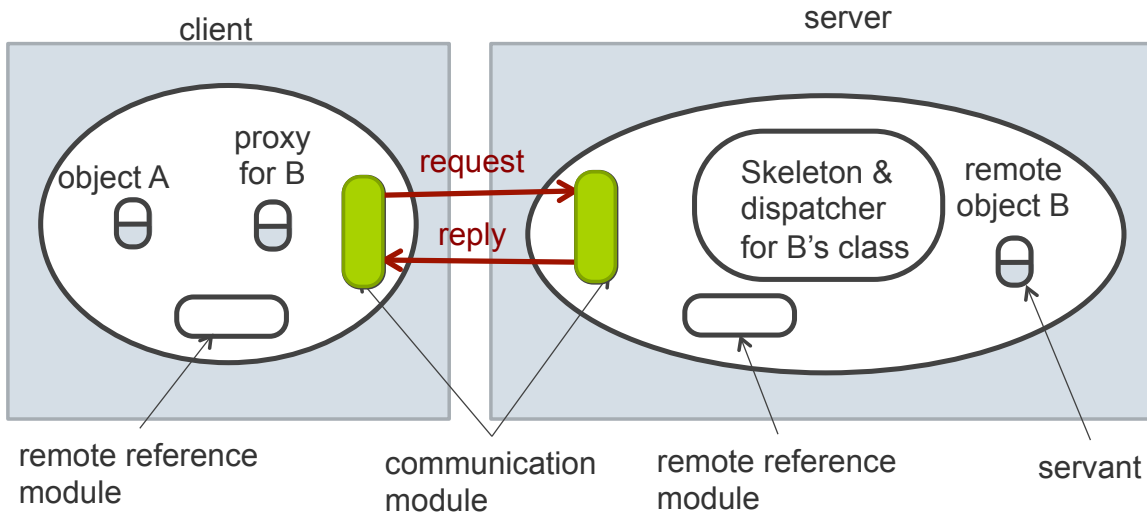 client
server
object A
proxy
for B
request
reply
Skeleton &
dispatcher
for B’s class
remote
object B
remote reference
module
communication
module
remote reference
module
servant